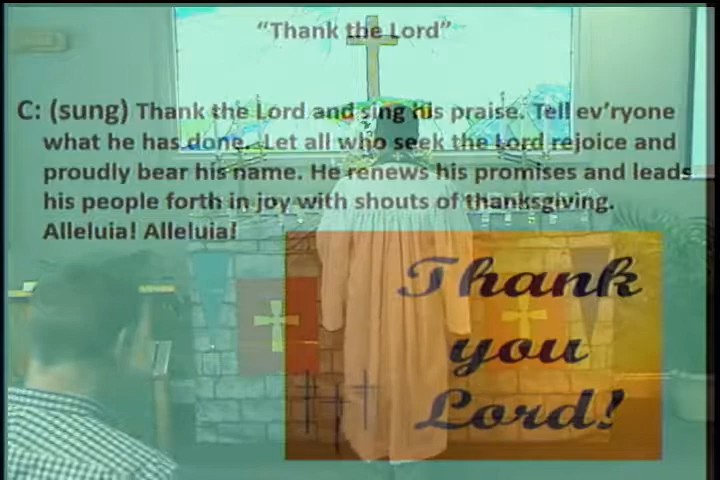 “Thank the Lord”
C: (sung) Thank the Lord and sing his praise. Tell ev’ryone
what he has done. Let all who seek the Lord rejoice and
proudly bear his name. He renews his promises and leads
his people forth in joy with shouts of thanksgiving.
Alleluia! Alleluia!
Thank
you
Lord!